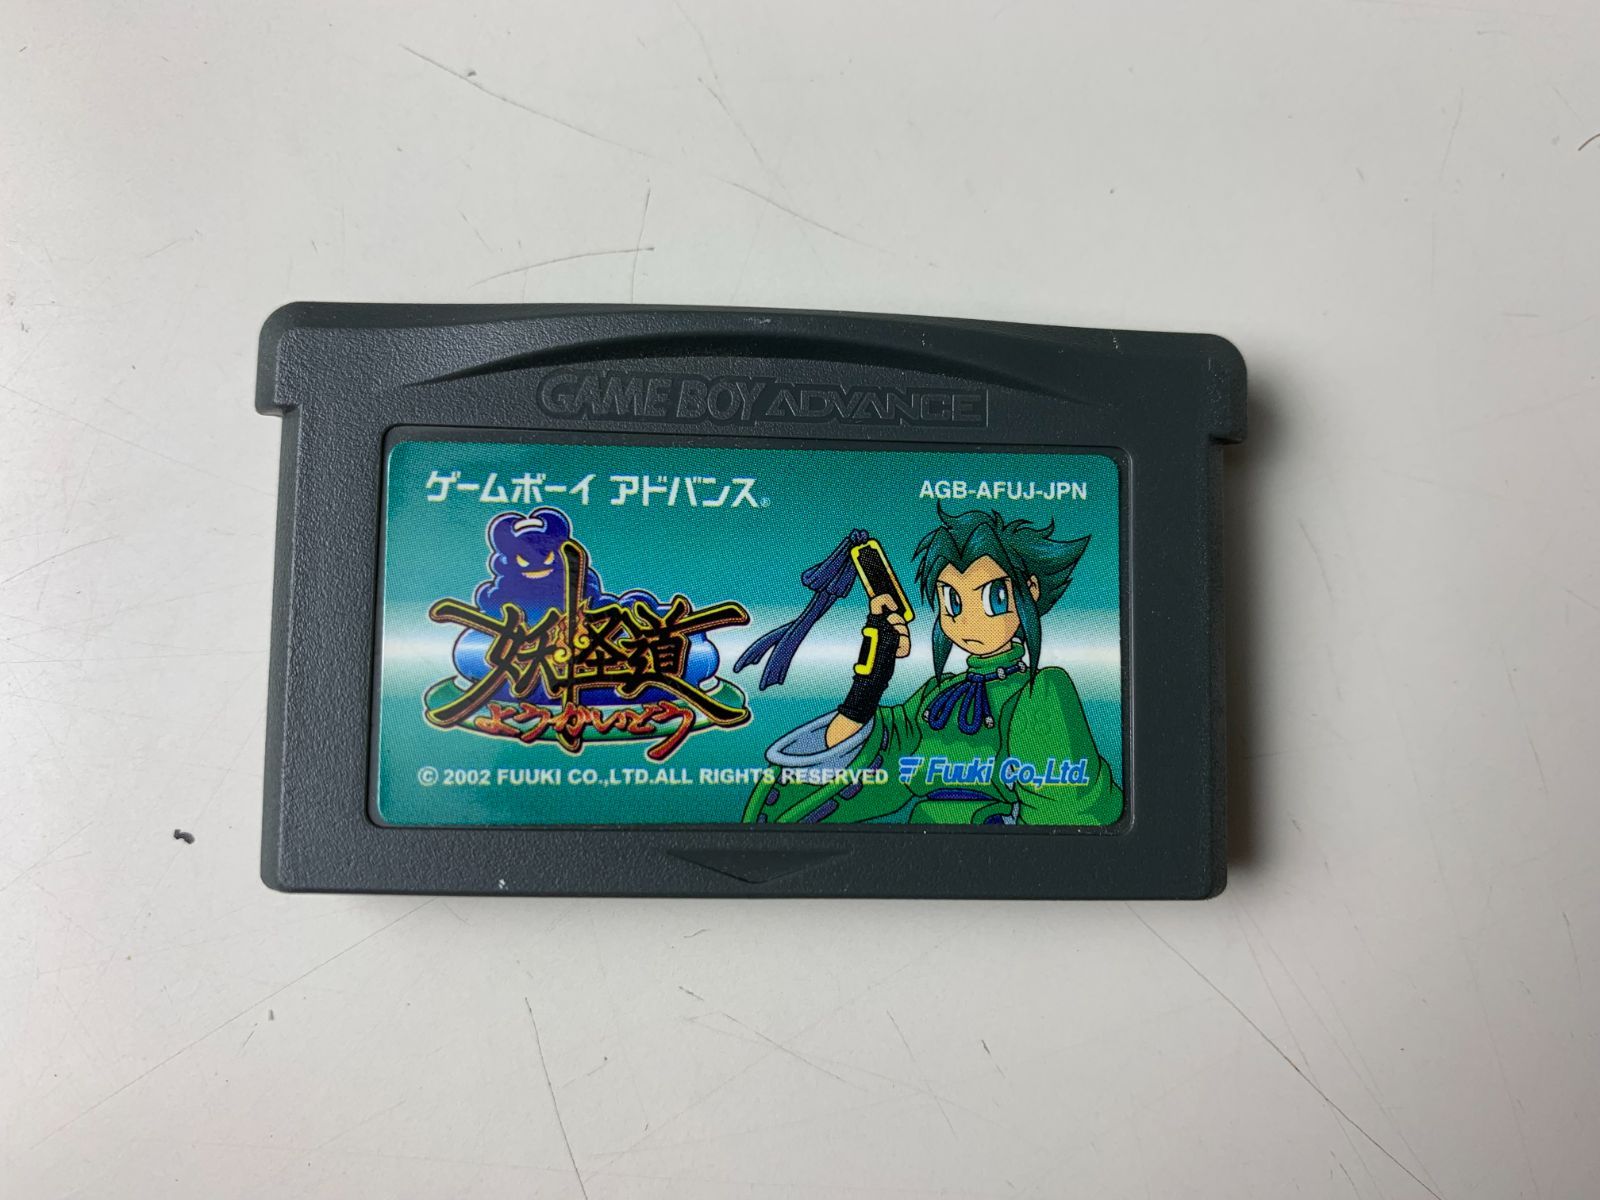 GAME BOY ADVANCE
ゲームボーイ アドバンス®
AGB-AFUJ-JPN
妖怪道
ようかいどう
© 2002 FUUKI CO.,LTD.ALL RIGHTS RESERVED
Fuuki Co.,Ltd.